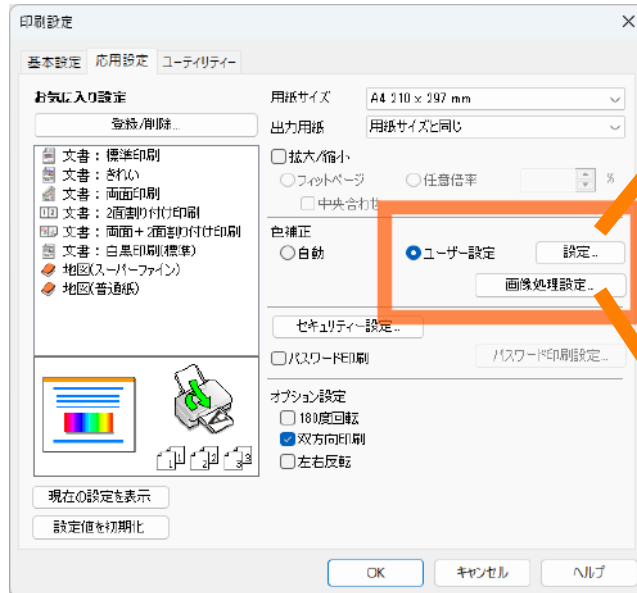 印刷設定
基本設定 応用設定 ユーティリティー
お気に入り設定
登録/削除...
文書：標準印刷
文書：きれい
文書：両面印刷
文書：2面割り付け印刷
文書：両面+2面割り付け印刷
文書：白黒印刷(標準)
地図(スーパーファイン)
地図(普通紙)
現在の設定を表示
設定値を初期化
用紙サイズ A4 210 x 297 mm
出力用紙 用紙サイズと同じ
拡大/縮小
フィットページ 任意倍率 %
中央合わせ
色補正
自動 ユーザー設定 設定...
画像処理設定...
セキュリティー設定...
パスワード印刷 パスワード印刷設定...
オプション設定
180度回転
双方向印刷
左右反転
OK キャンセル ヘルプ